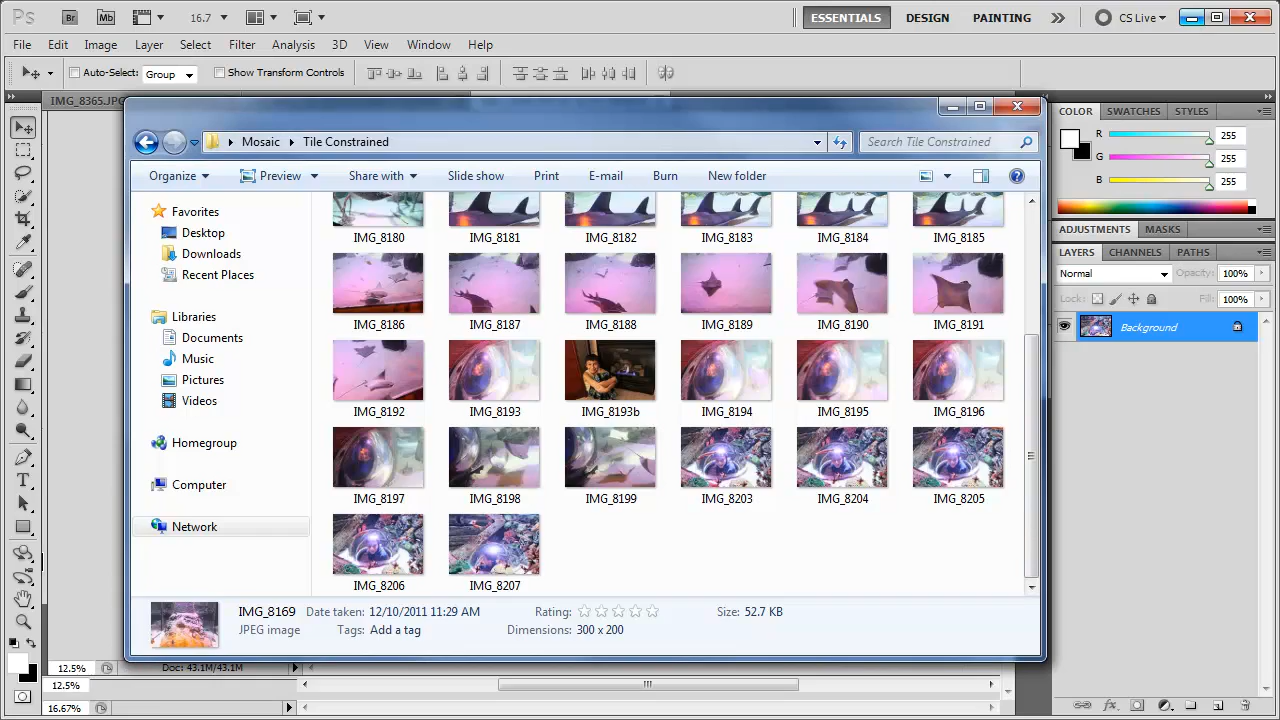 Ps Br Mb 16.7 ESSENTIALS DESIGN PAINTING CS Live
File Edit Image Layer Select Filter Analysis 3D View Window Help
Auto-Select: Group Show Transform Controls
IMG_8365.JPG
Mosaic Tile Constrained Search Tile Constrained
Organize Preview Share with Slide show Print E-mail Burn New folder
Favorites
Desktop
Downloads
Recent Places
Libraries
Documents
Music
Pictures
Videos
Homegroup
Computer
Network
IMG_8180 IMG_8181 IMG_8182 IMG_8183 IMG_8184 IMG_8185
IMG_8186 IMG_8187 IMG_8188 IMG_8189 IMG_8190 IMG_8191
IMG_8192 IMG_8193 IMG_8193b IMG_8194 IMG_8195 IMG_8196
IMG_8197 IMG_8198 IMG_8199 IMG_8203 IMG_8204 IMG_8205
IMG_8206 IMG_8207
IMG_8169 Date taken: 12/10/2011 11:29 AM Rating: Size: 52.7 KB
JPEG image Tags: Add a tag Dimensions: 300 x 200
12.5% Doc: 43.1M/43.1M
12.5%
16.67%
COLOR SWATCHES STYLES
R 255
G 255
B 255
ADJUSTMENTS MASKS
LAYERS CHANNELS PATHS
Normal Opacity: 100%
Lock: Fill: 100%
Background
fx